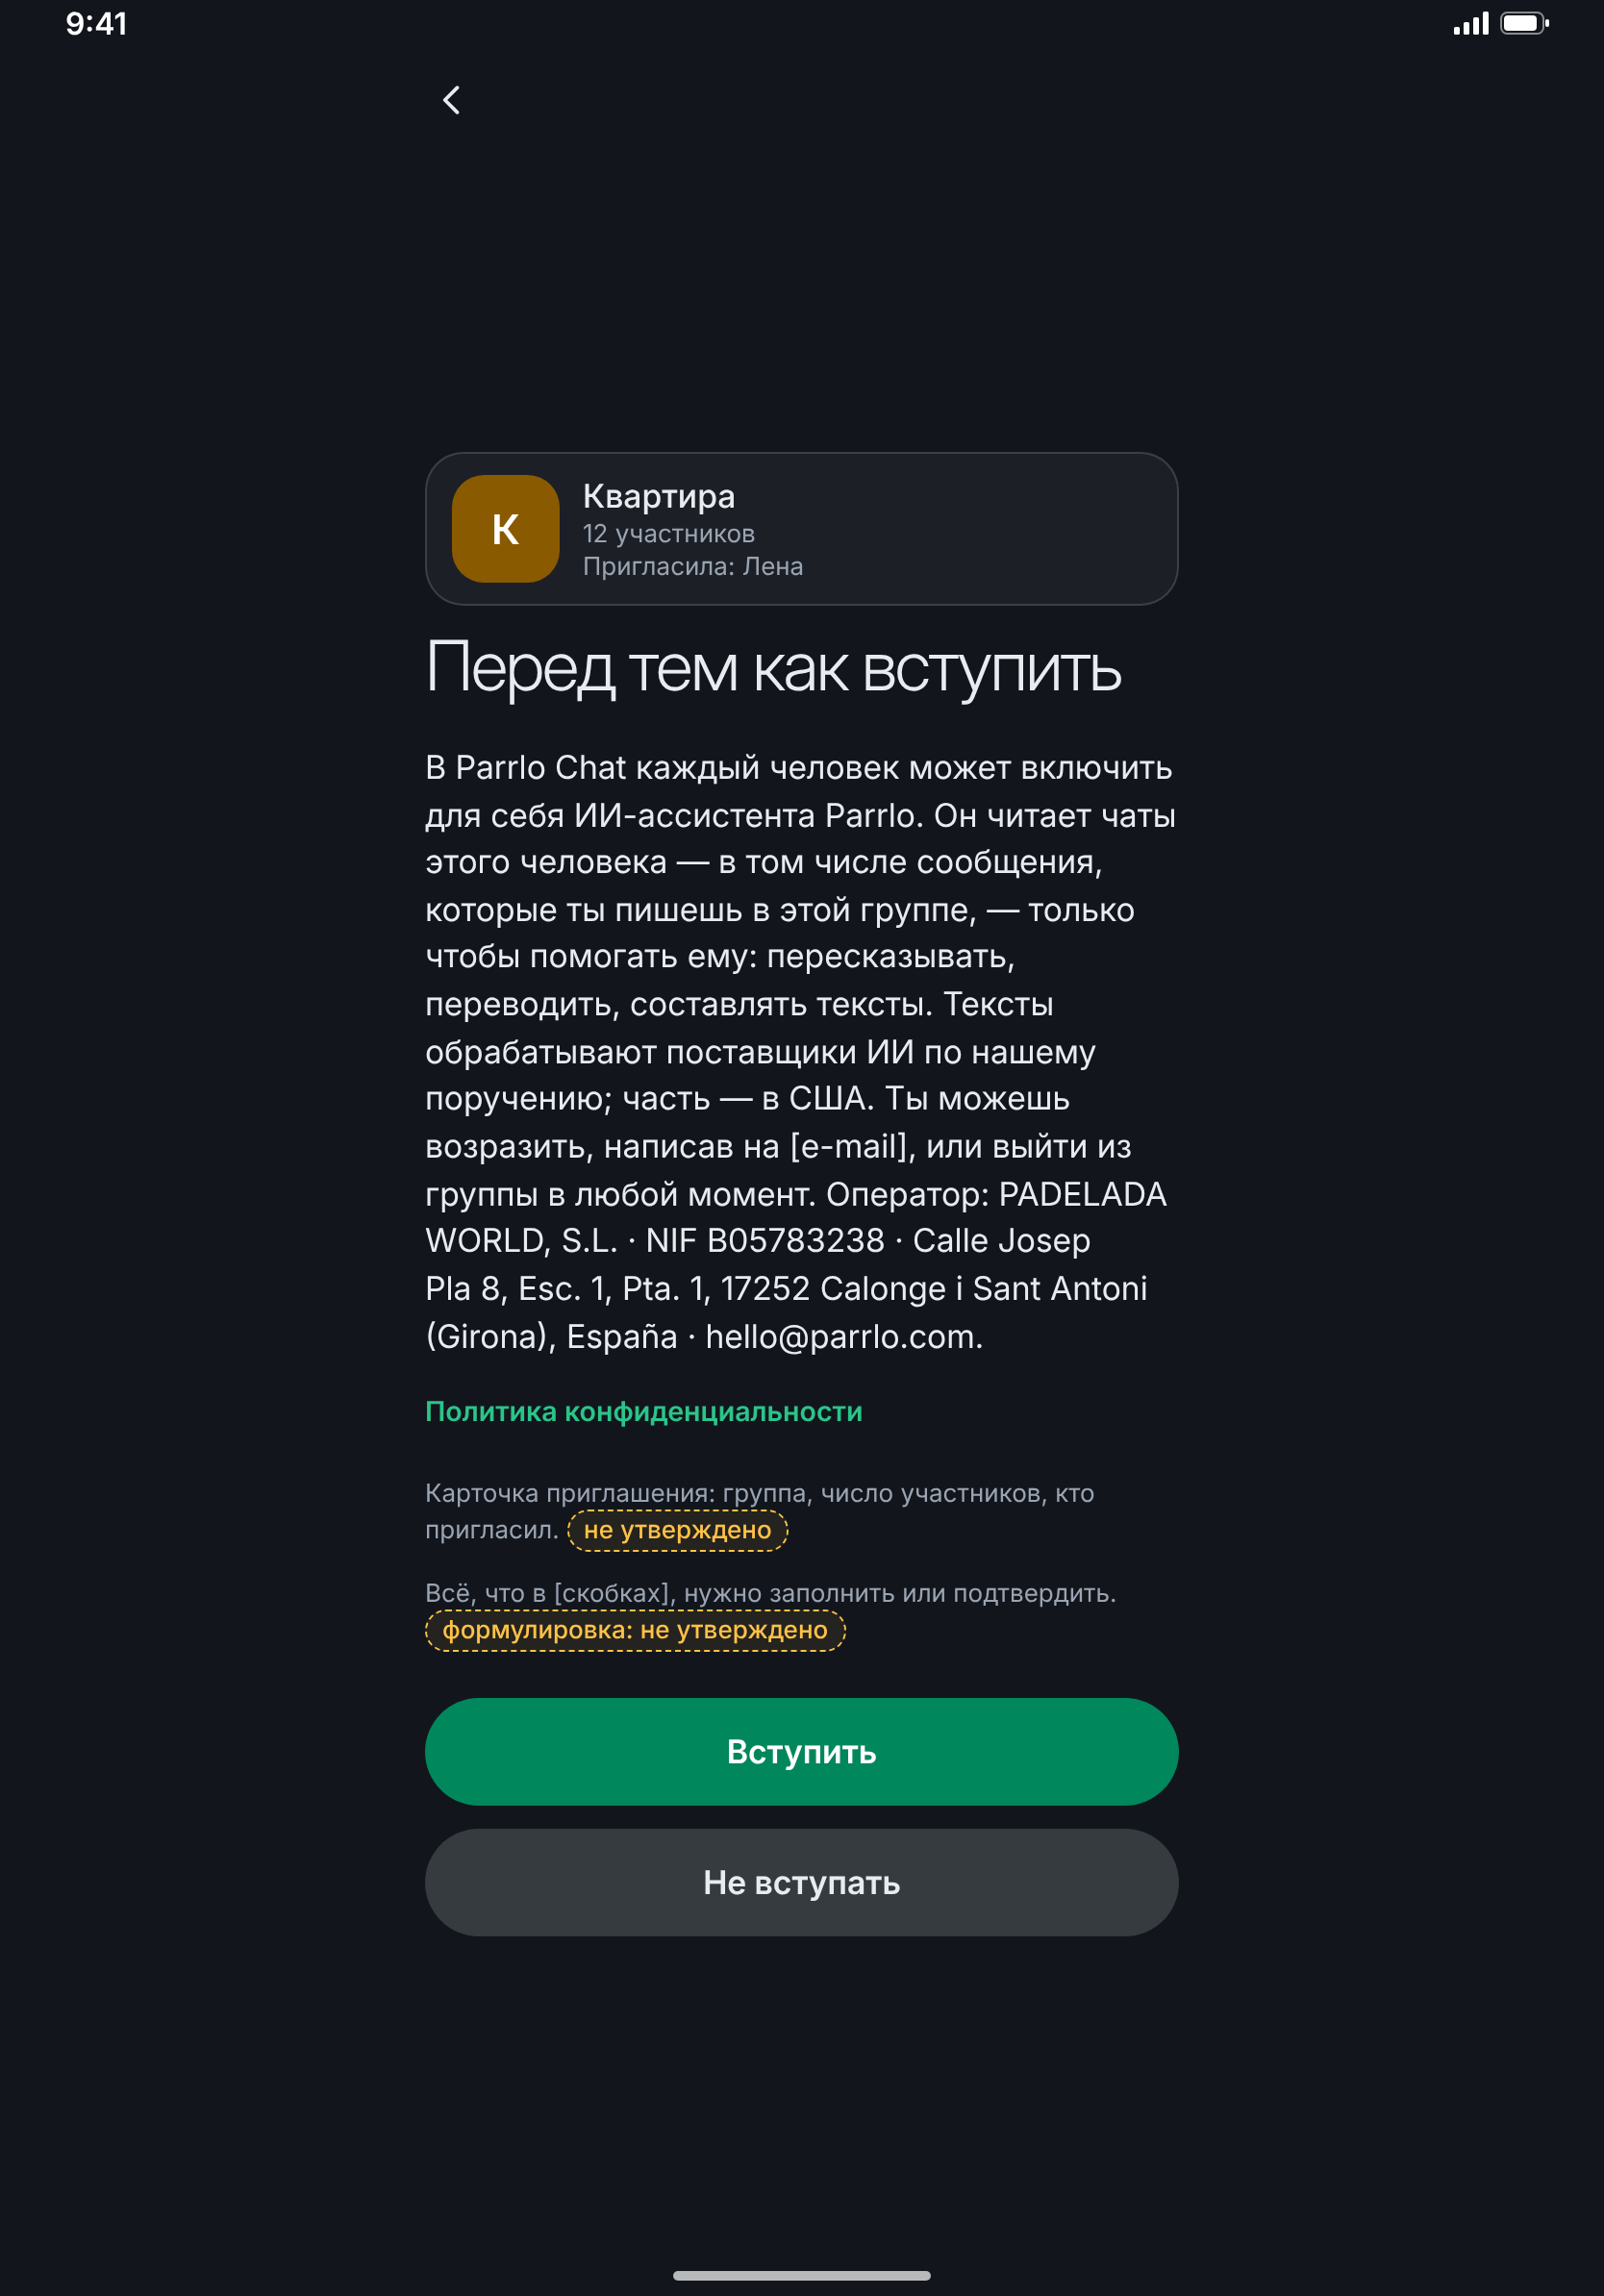 9:41
К
Квартира
12 участников
Пригласила: Лена
Перед тем как вступить
В Parrlo Chat каждый человек может включить
для себя ИИ-ассистента Parrlo. Он читает чаты
этого человека — в том числе сообщения,
которые ты пишешь в этой группе, — только
чтобы помогать ему: пересказывать,
переводить, составлять тексты. Тексты
обрабатывают поставщики ИИ по нашему
поручению; часть — в США. Ты можешь
возразить, написав на [e-mail], или выйти из
группы в любой момент. Оператор: PADELADA
WORLD, S.L. · NIF B05783238 · Calle Josep
Pla 8, Esc. 1, Pta. 1, 17252 Calonge i Sant Antoni
(Girona), España · hello@parrlo.com.
Политика конфиденциальности
Карточка приглашения: группа, число участников, кто
пригласил. не утверждено
Всё, что в [скобках], нужно заполнить или подтвердить.
формулировка: не утверждено
Вступить
Не вступать